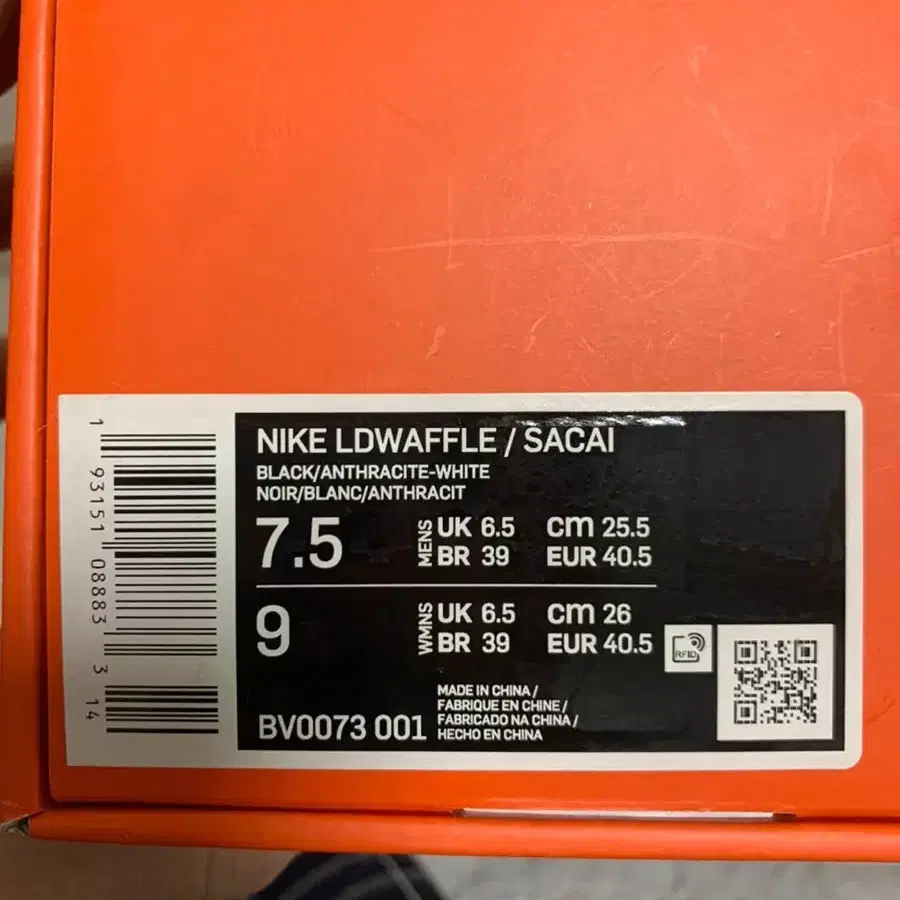 1 93151 08883 3 14
NIKE LDWAFFLE / SACAI
BLACK/ANTHRACITE-WHITE
NOIR/BLANC/ANTHRACIT
7.5
MENS
UK 6.5 cm 25.5
BR 39 EUR 40.5
9
WMNS
UK 6.5 cm 26
BR 39 EUR 40.5
RFID
BV0073 001
MADE IN CHINA /
FABRIQUE EN CHINE /
FABRICADO NA CHINA /
HECHO EN CHINA